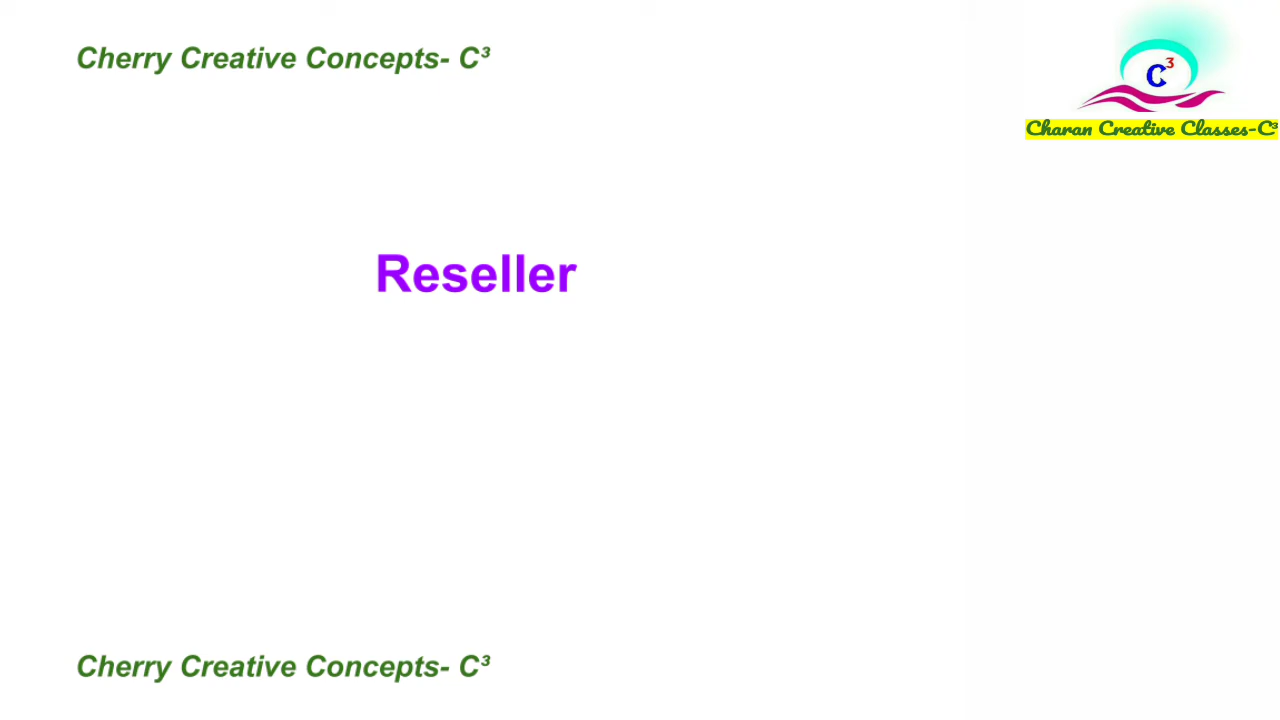 Cherry Creative Concepts- C³
C³
Charan Creative Classes-C³
Reseller
Cherry Creative Concepts- C³